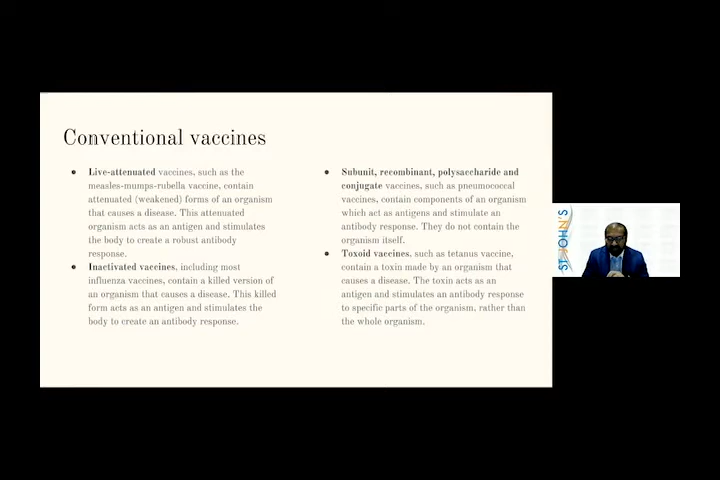 Conventional vaccines
● Live-attenuated vaccines, such as the
measles-mumps-rubella vaccine, contain
attenuated (weakened) forms of an organism
that causes a disease. This attenuated
organism acts as an antigen and stimulates
the body to create a robust antibody
response.
● Inactivated vaccines, including most
influenza vaccines, contain a killed version of
an organism that causes a disease. This killed
form acts as an antigen and stimulates the
body to create an antibody response.
● Subunit, recombinant, polysaccharide and
conjugate vaccines, such as pneumococcal
vaccines, contain components of an organism
which act as antigens and stimulate an
antibody response. They do not contain the
organism itself.
● Toxoid vaccines, such as tetanus vaccine,
contain a toxin made by an organism that
causes a disease. The toxin acts as an
antigen and stimulates an antibody response
to specific parts of the organism, rather than
the whole organism.
ST JOHN'S